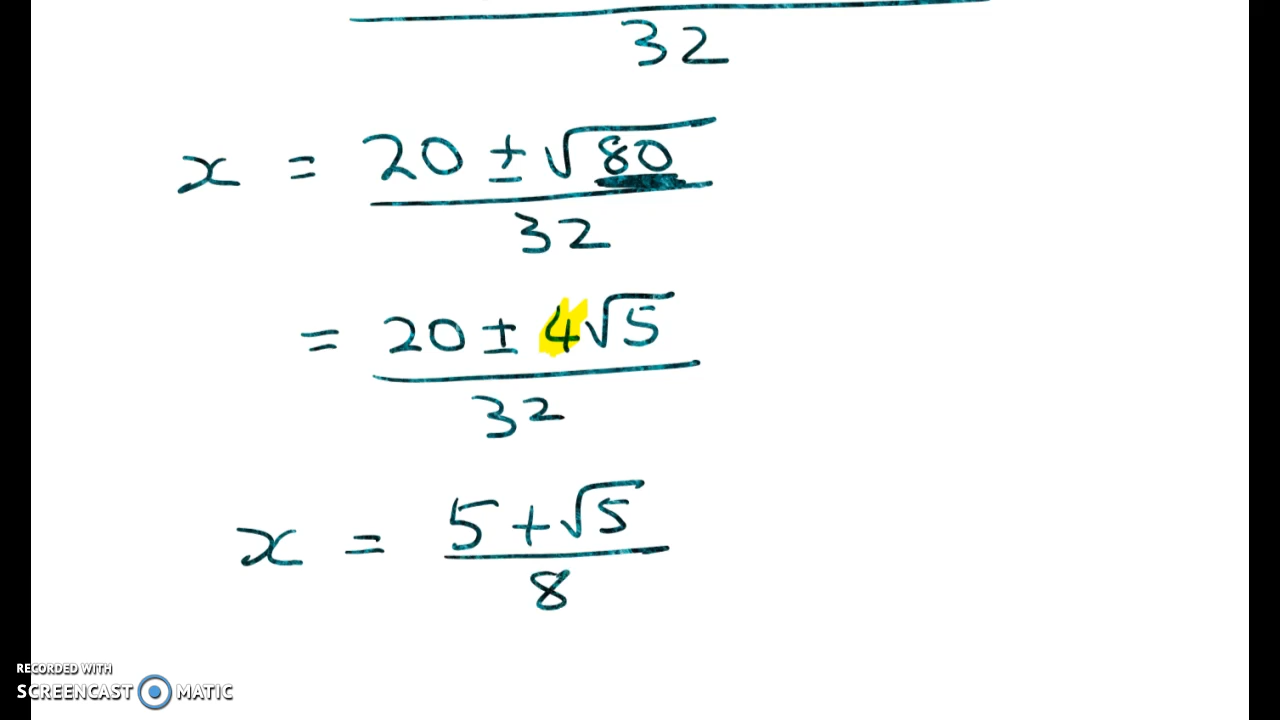 32
x = 20 ± √80
32
= 20 ± 4√5
32
x = 5 + √5
8
RECORDED WITH
SCREENCAST MATIC